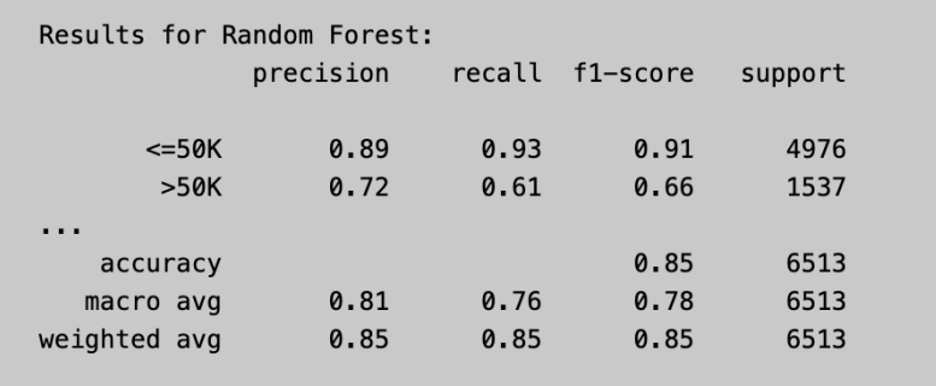 Results for Random Forest:
precision recall f1-score support
<=50K 0.89 0.93 0.91 4976
>50K 0.72 0.61 0.66 1537
...
accuracy 0.85 6513
macro avg 0.81 0.76 0.78 6513
weighted avg 0.85 0.85 0.85 6513